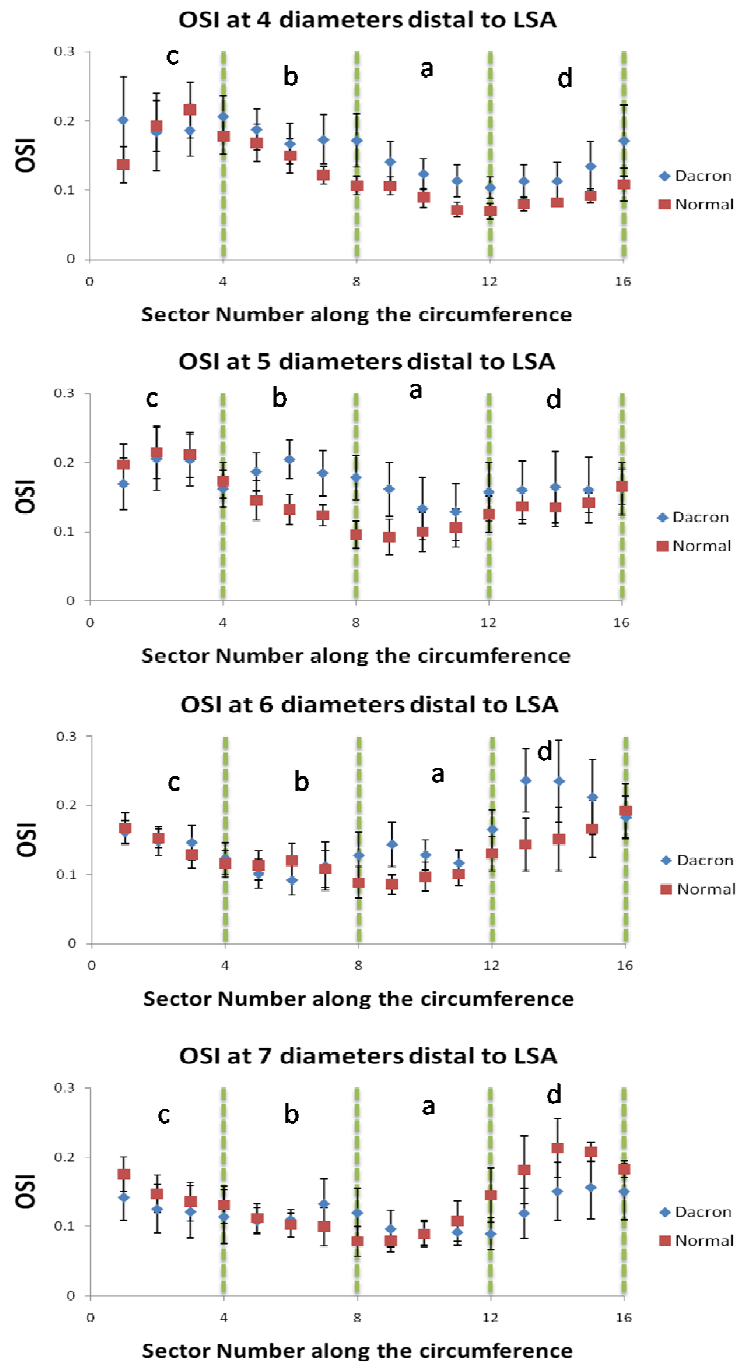 OSI at 4 diameters distal to LSA
0.3
0.2
0.1
0
OSI
c
b
a
d
Dacron
Normal
0
4
8
12
16
Sector Number along the circumference
OSI at 5 diameters distal to LSA
0.3
0.2
0.1
0
OSI
c
b
a
d
Dacron
Normal
0
4
8
12
16
Sector Number along the circumference
OSI at 6 diameters distal to LSA
0.3
0.2
0.1
0
OSI
c
b
a
d
Dacron
Normal
0
4
8
12
16
Sector Number along the circumference
OSI at 7 diameters distal to LSA
0.3
0.2
0.1
0
OSI
c
b
a
d
Dacron
Normal
0
4
8
12
16
Sector Number along the circumference